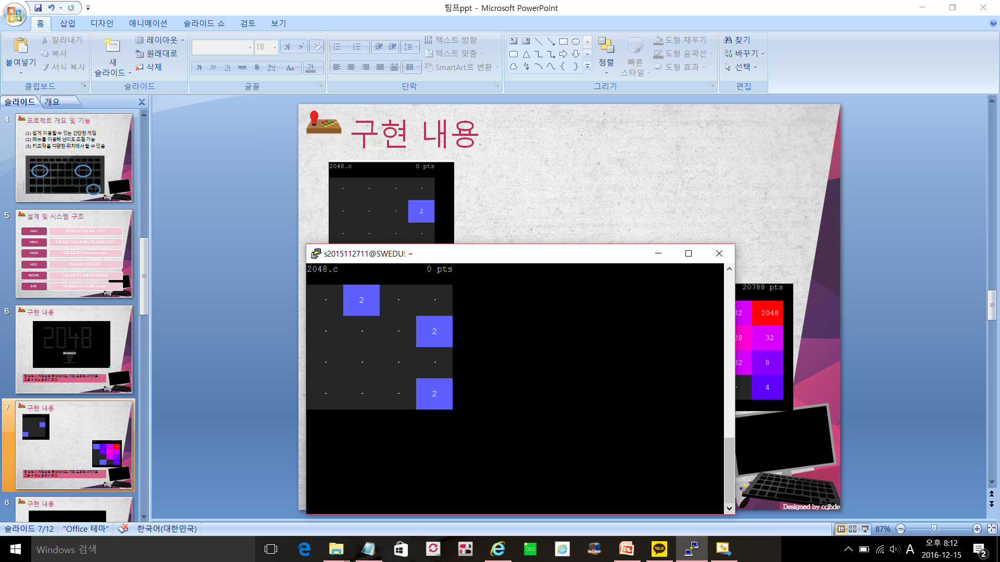 팀프ppt - Microsoft PowerPoint
홈 삽입 디자인 애니메이션 슬라이드 쇼 검토 보기
붙여넣기
잘라내기
복사
서식 복사
클립보드
새
슬라이드
레이아웃
원래대로
삭제
슬라이드
18
가 가 가 가 가개 S 간 Aa 가
글꼴
텍스트 방향
텍스트 맞춤
SmartArt로 변환
단락
정렬
빠른
스타일
도형 채우기
도형 윤곽선
도형 효과
그리기
찾기
바꾸기
선택
편집
슬라이드 개요
4
프로젝트 개요 및 기능
(1) 쉽게 이용할 수 있는 간단한 게임
(2) 메뉴를 이용해 난이도 조절 가능
(3) 키조작을 다양한 위치에서 할 수 있음
5
설계 및 시스템 구조
MAIN
MENU
MODE
HELP
RECORD
SIZE
6
구현 내용
2048
7
구현 내용
8
구현 내용
구현 내용
2048.c 0 pts
2
s2015112711@SWEDU: ~
2048.c 0 pts
2
2
2
20788 pts
32 2048
28 32
32 8
4
Designed by ccjhde
슬라이드 7/12 "Office 테마" 한국어(대한민국)
87%
Windows 검색
Dict
TALK
A
오후 8:12
2016-12-15
2